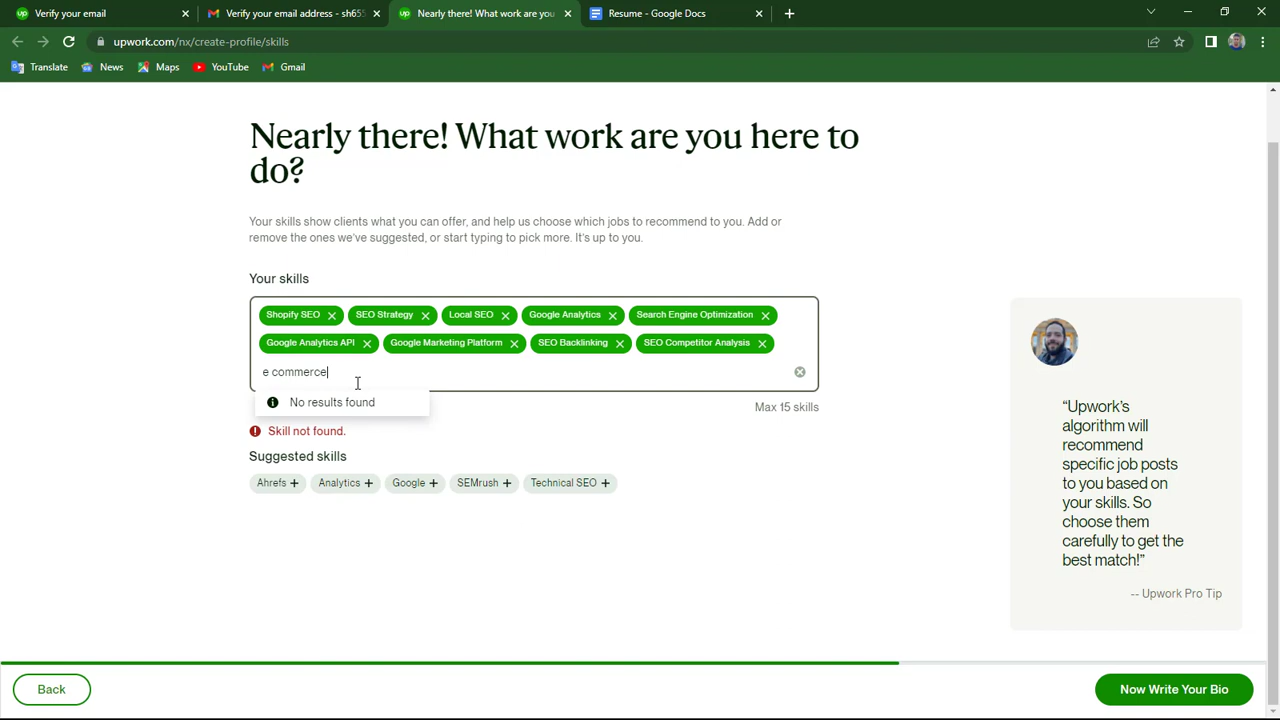 up Verify your email
Verify your email address - sh655
up Nearly there! What work are you
Resume - Google Docs
upwork.com/nx/create-profile/skills
Translate News Maps YouTube Gmail
Nearly there! What work are you here to
do?
Your skills show clients what you can offer, and help us choose which jobs to recommend to you. Add or
remove the ones we've suggested, or start typing to pick more. It's up to you.
Your skills
Shopify SEO SEO Strategy Local SEO Google Analytics Search Engine Optimization
Google Analytics API Google Marketing Platform SEO Backlinking SEO Competitor Analysis
e commerce
No results found
Max 15 skills
Skill not found.
Suggested skills
Ahrefs + Analytics + Google + SEMrush + Technical SEO +
“Upwork’s
algorithm will
recommend
specific job posts
to you based on
your skills. So
choose them
carefully to get the
best match!”
-- Upwork Pro Tip
Back
Now Write Your Bio